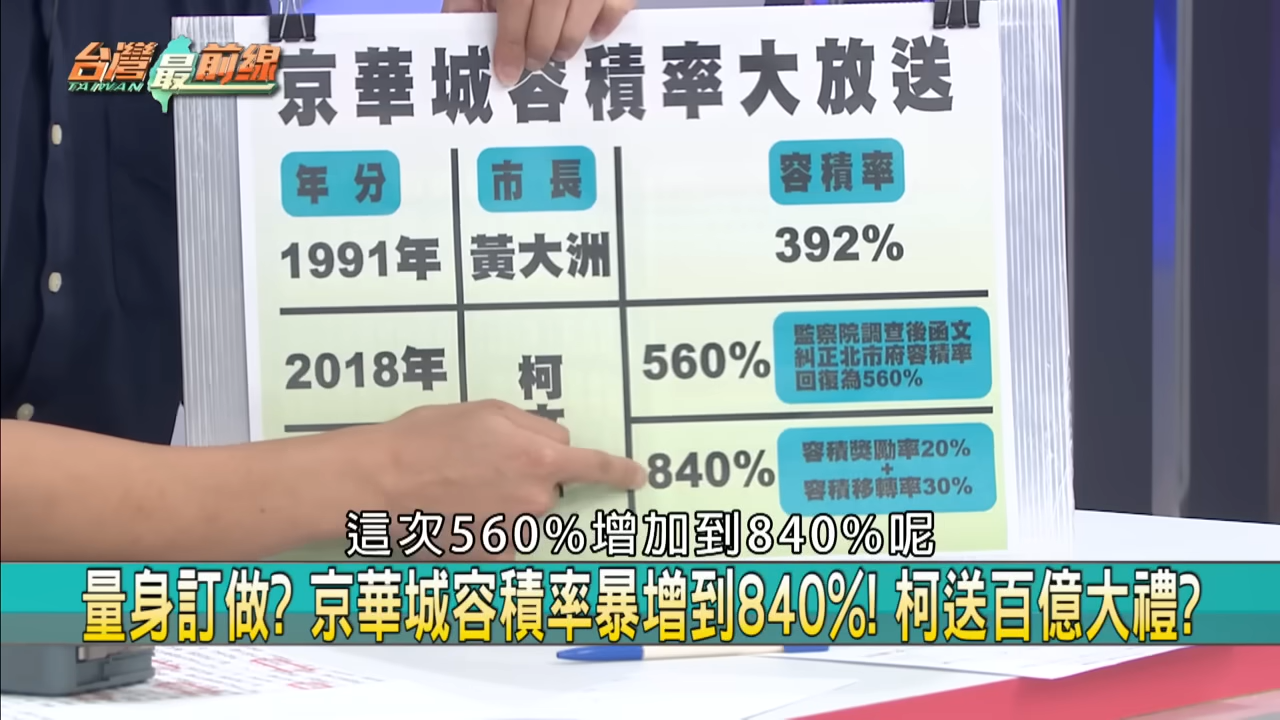 台灣最前線
TAIWAN
京華城容積率大放送
年分
市長
容積率
1991年
黃大洲
392%
2018年
柯
560%
監察院調查後函文
糾正北市府容積率
回復為560%
840%
容積獎勵率20%
+
容積移轉率30%
這次560%增加到840%呢
量身訂做? 京華城容積率暴增到840%! 柯送百億大禮?